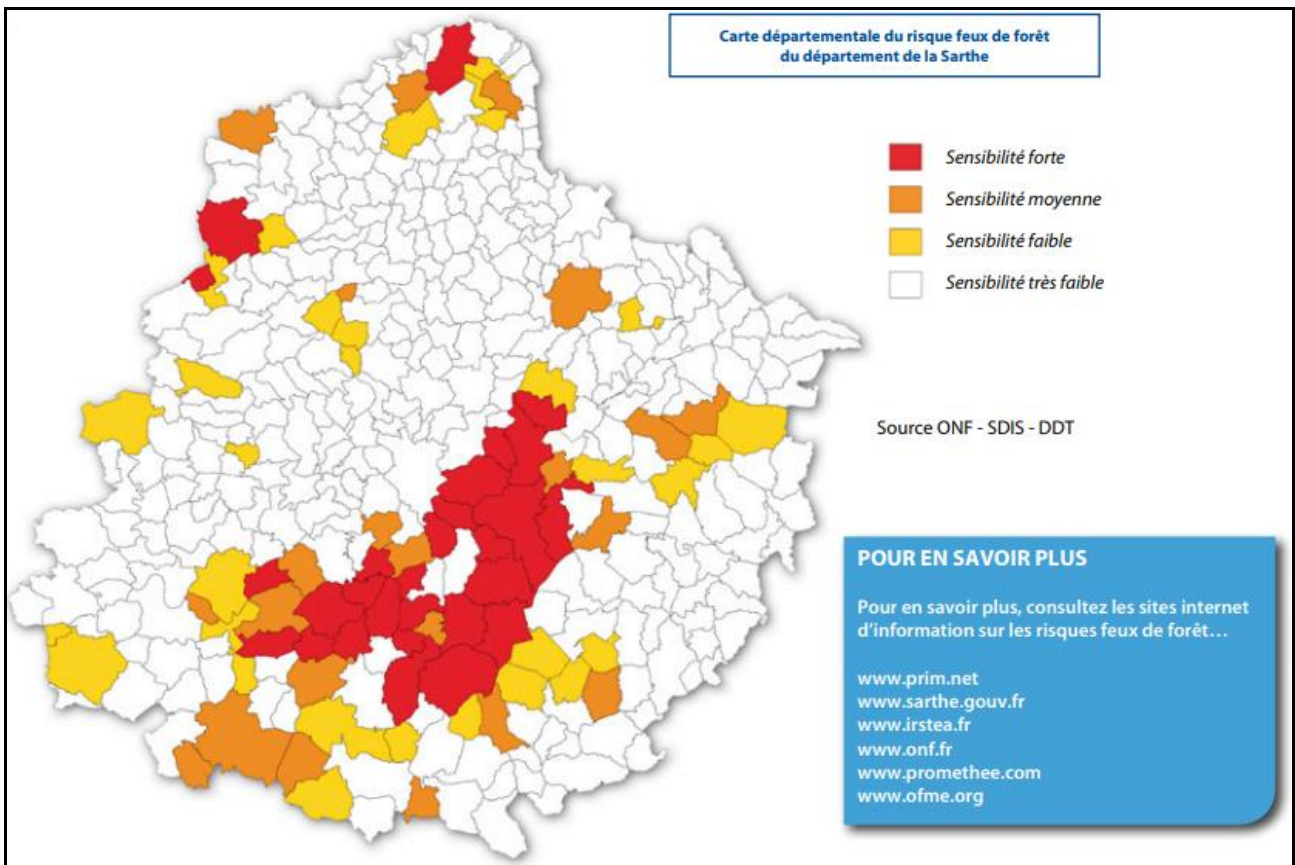 Carte départementale du risque feux de forêt
du département de la Sarthe
Sensibilité forte
Sensibilité moyenne
Sensibilité faible
Sensibilité très faible
Source ONF - SDIS - DDT
POUR EN SAVOIR PLUS
Pour en savoir plus, consultez les sites internet
d'information sur les risques feux de forêt…
www.prim.net
www.sarthe.gouv.fr
www.irstea.fr
www.onf.fr
www.promethee.com
www.ofme.org